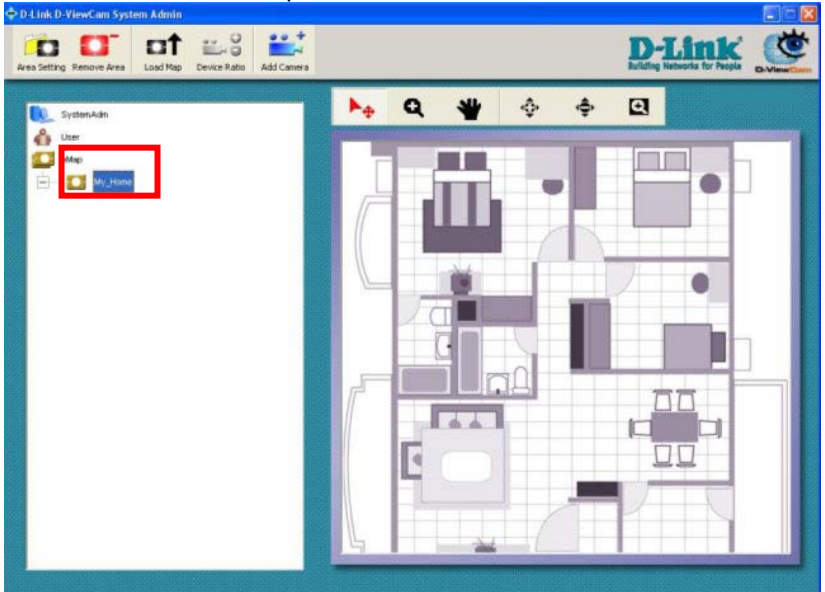 D-Link D-ViewCam System Admin
Area Setting Remove Area Load Map Device Ratio Add Camera
D-Link
Building Networks for People
D-ViewCam
SystemAdm
User
eMap
My_Home